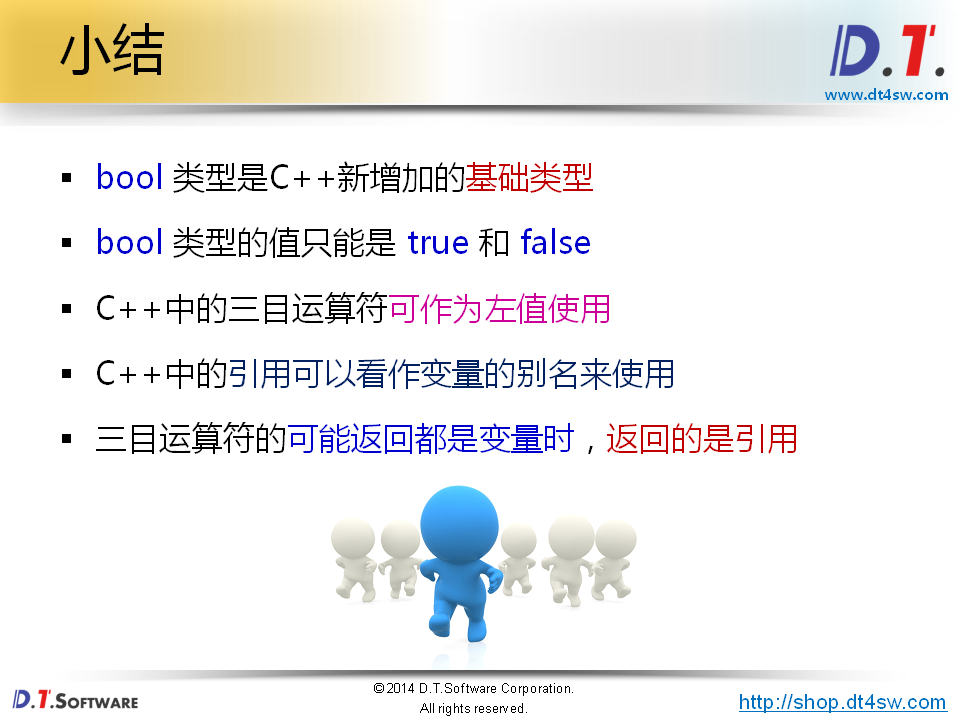 小结
D.T.
www.dt4sw.com
▪ bool 类型是C++新增加的基础类型
▪ bool 类型的值只能是 true 和 false
▪ C++中的三目运算符可作为左值使用
▪ C++中的引用可以看作变量的别名来使用
▪ 三目运算符的可能返回都是变量时，返回的是引用
D.T.SOFTWARE
©2014 D.T.Software Corporation.
All rights reserved.
http://shop.dt4sw.com